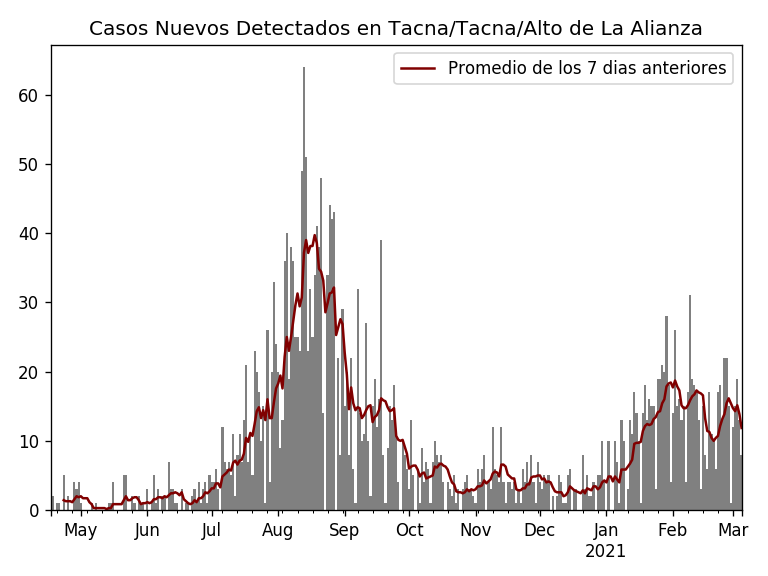 Casos Nuevos Detectados en Tacna/Tacna/Alto de La Alianza
Promedio de los 7 dias anteriores
60
50
40
30
20
10
0
May Jun Jul Aug Sep Oct Nov Dec Jan Feb Mar
2021